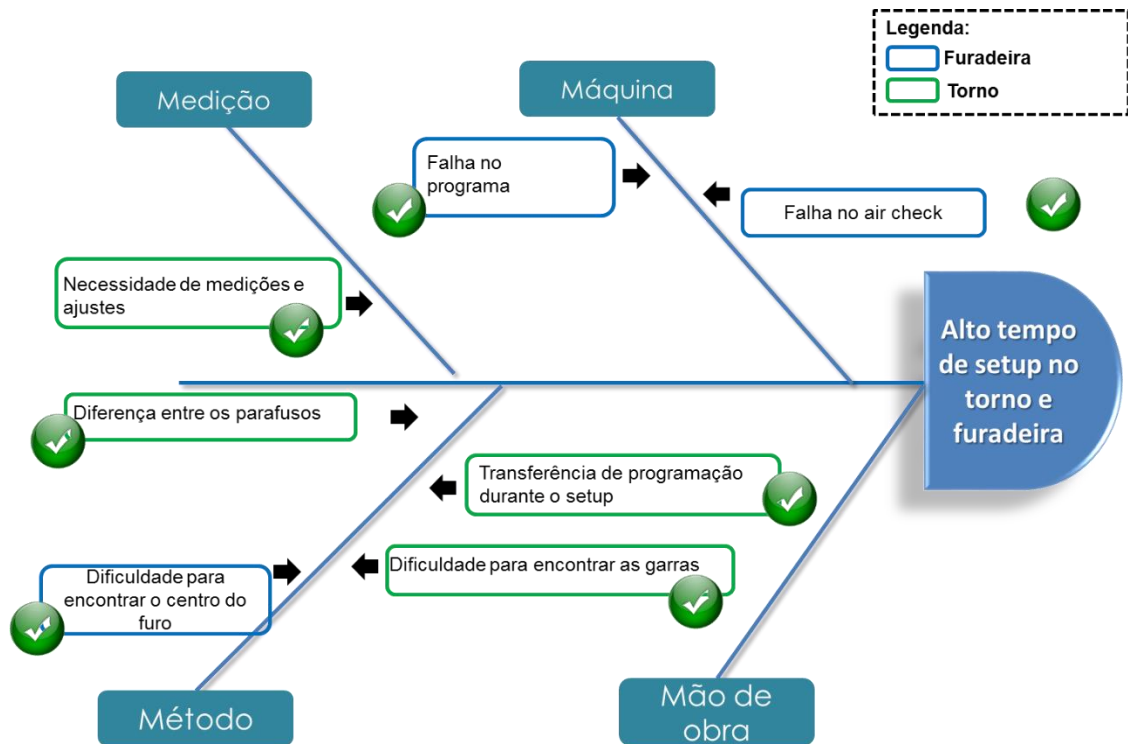 Legenda:
Furadeira
Torno
Medição
Máquina
Falha no
programa
Falha no air check
Necessidade de medições e
ajustes
Alto tempo
de setup no
torno e
furadeira
Diferença entre os parafusos
Transferência de programação
durante o setup
Dificuldade para encontrar as garras
Dificuldade para
encontrar o centro do
furo
Método
Mão de
obra